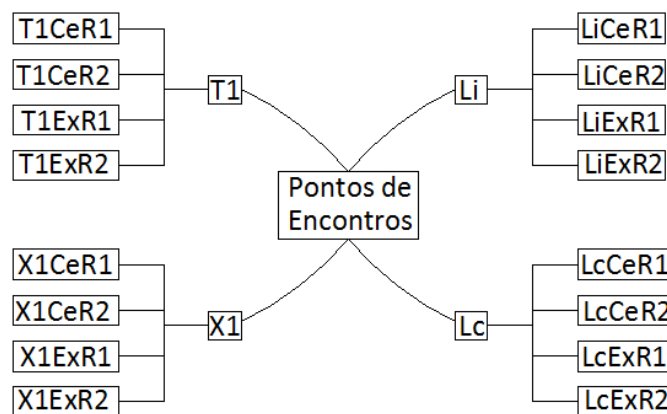 T1CeR1
T1CeR2
T1ExR1
T1ExR2
T1
Li
LiCeR1
LiCeR2
LiExR1
LiExR2
Pontos de
Encontros
X1CeR1
X1CeR2
X1ExR1
X1ExR2
X1
Lc
LcCeR1
LcCeR2
LcExR1
LcExR2